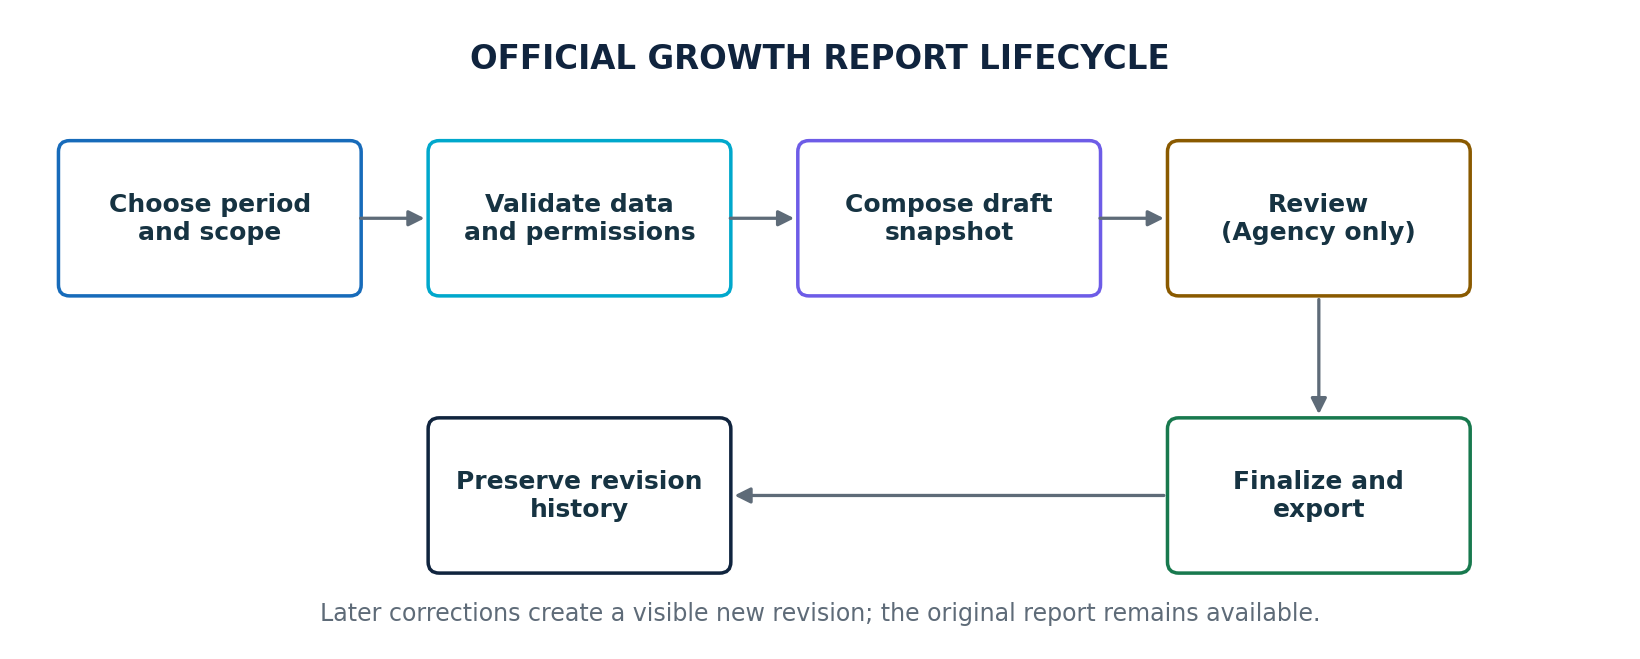 OFFICIAL GROWTH REPORT LIFECYCLE
Choose period
and scope
Validate data
and permissions
Compose draft
snapshot
Review
(Agency only)
Preserve revision
history
Finalize and
export
Later corrections create a visible new revision; the original report remains available.